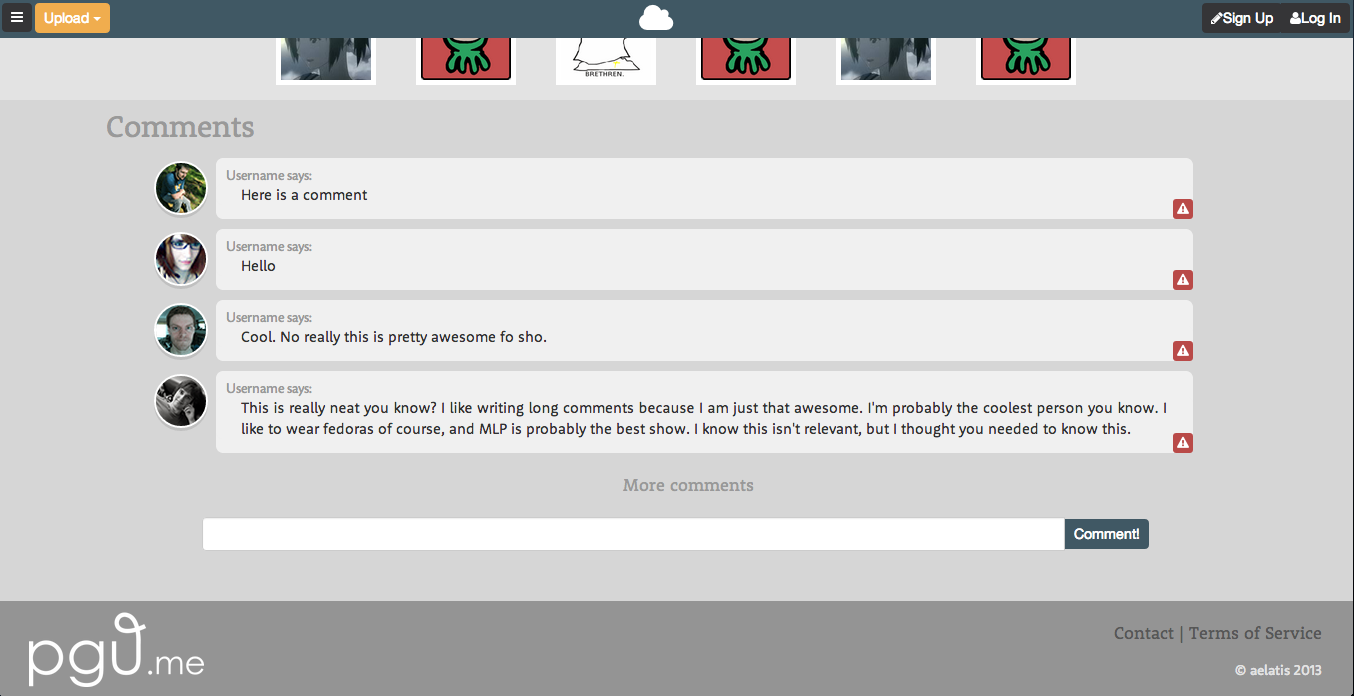 Upload
Sign Up
Log In
BRETHREN.
Comments
Username says:
Here is a comment
Username says:
Hello
Username says:
Cool. No really this is pretty awesome fo sho.
Username says:
This is really neat you know? I like writing long comments because I am just that awesome. I'm probably the coolest person you know. I
like to wear fedoras of course, and MLP is probably the best show. I know this isn't relevant, but I thought you needed to know this.
More comments
Comment!
Contact | Terms of Service
pgu.me
© aelatis 2013